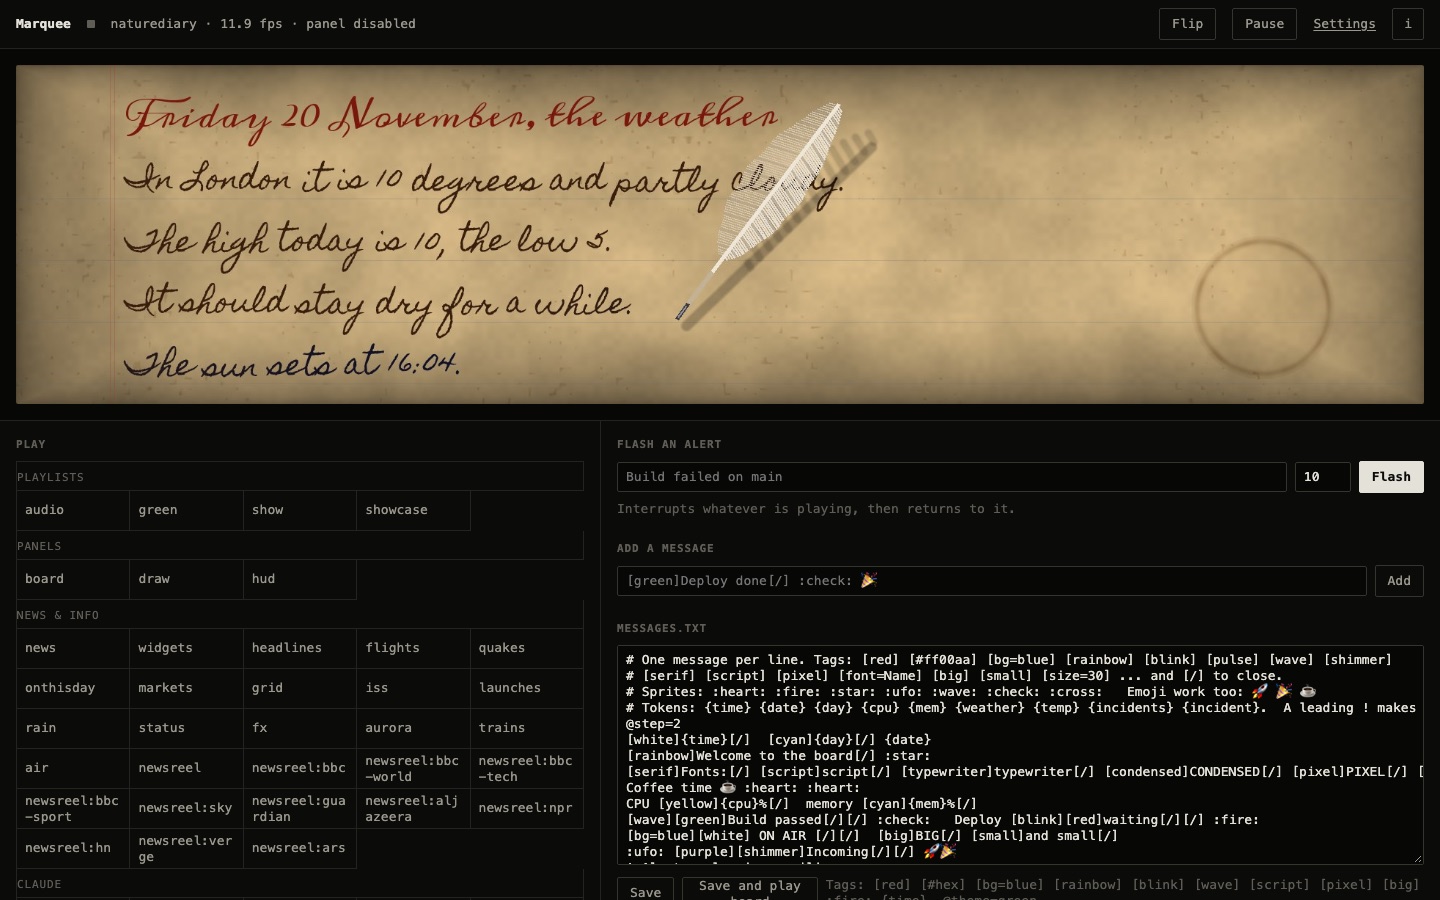 Marquee naturediary · 11.9 fps · panel disabled Flip Pause Settings i
Friday 20 November, the weather
In London it is 10 degrees and partly cloudy.
The high today is 10, the low 5.
It should stay dry for a while.
The sun sets at 16:04.
PLAY
PLAYLISTS
audio green show showcase
PANELS
board draw hud
NEWS & INFO
news widgets headlines flights quakes
onthisday markets grid iss launches
rain status fx aurora trains
air newsreel newsreel:bbc newsreel:bbc-world newsreel:bbc-tech
newsreel:bbc-sport newsreel:sky newsreel:guardian newsreel:aljazeera newsreel:npr
newsreel:hn newsreel:verge newsreel:ars
CLAUDE
FLASH AN ALERT
Build failed on main 10 Flash
Interrupts whatever is playing, then returns to it.
ADD A MESSAGE
[green]Deploy done[/] :check: 🎉 Add
MESSAGES.TXT
# One message per line. Tags: [red] [#ff00aa] [bg=blue] [rainbow] [blink] [pulse] [wave] [shimmer]
# [serif] [script] [pixel] [font=Name] [big] [small] [size=30] ... and [/] to close.
# Sprites: :heart: :fire: :star: :ufo: :wave: :check: :cross: Emoji work too: 🚀 🎉 ☕
# Tokens: {time} {date} {day} {cpu} {mem} {weather} {temp} {incidents} {incident}. A leading ! makes
@step=2
[white]{time}[/] [cyan]{day}[/] {date}
[rainbow]Welcome to the board[/] :star:
[serif]Fonts:[/] [script]script[/] [typewriter]typewriter[/] [condensed]CONDENSED[/] [pixel]PIXEL[/] [
Coffee time ☕ :heart: :heart:
CPU [yellow]{cpu}%[/] memory [cyan]{mem}%[/]
[wave][green]Build passed[/][/] :check: Deploy [blink][red]waiting[/][/] :fire:
[bg=blue][white] ON AIR [/][/] [big]BIG[/] [small]and small[/]
:ufo: [purple][shimmer]Incoming[/][/] 🚀🎉
Save Save and play board Tags: [red] [#hex] [bg=blue] [rainbow] [blink] [wave] [script] [pixel] [big]